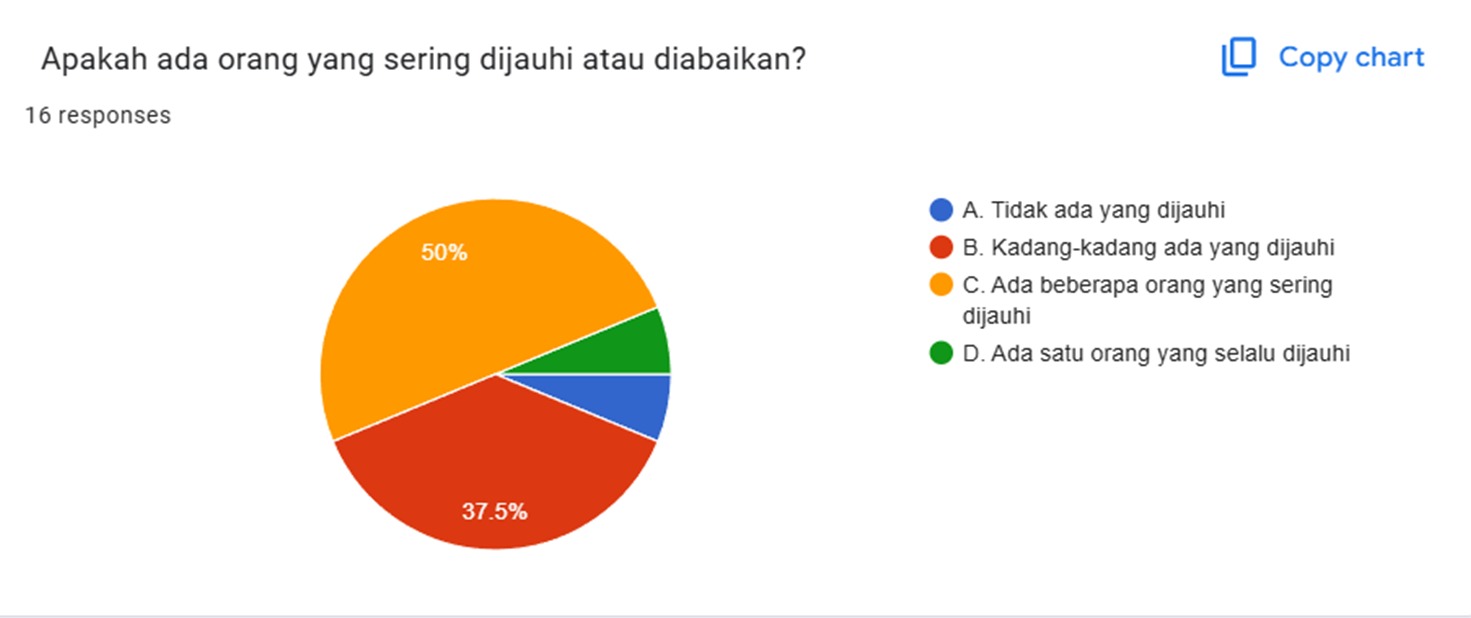 Apakah ada orang yang sering dijauhi atau diabaikan?
Copy chart
16 responses
50%
37.5%
A. Tidak ada yang dijauhi
B. Kadang-kadang ada yang dijauhi
C. Ada beberapa orang yang sering
dijauhi
D. Ada satu orang yang selalu dijauhi